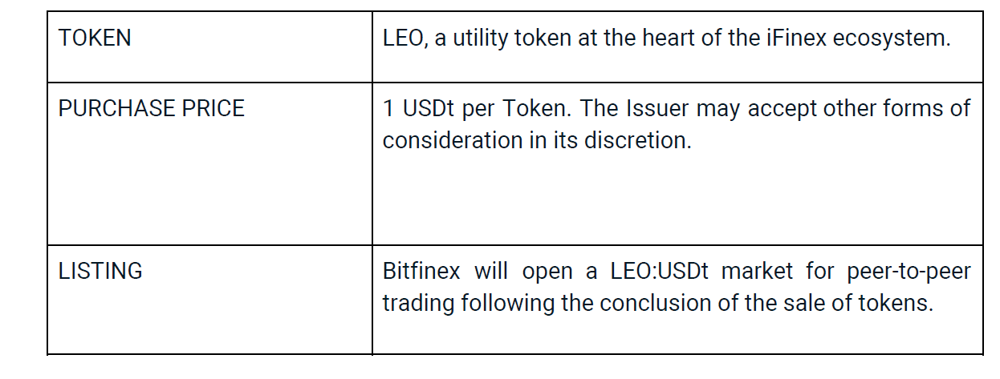 TOKEN
LEO, a utility token at the heart of the iFinex ecosystem.
PURCHASE PRICE
1 USDt per Token. The Issuer may accept other forms of
consideration in its discretion.
LISTING
Bitfinex will open a LEO:USDt market for peer-to-peer
trading following the conclusion of the sale of tokens.